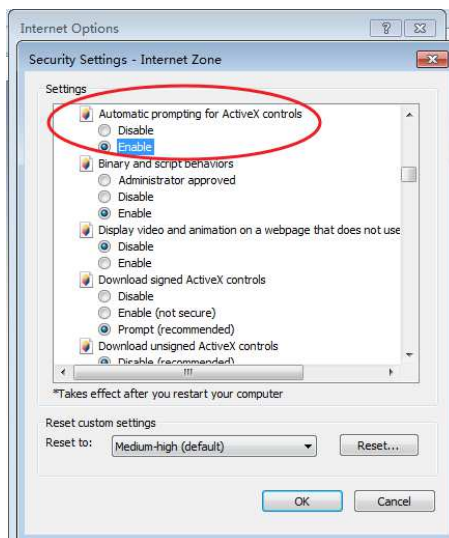 Internet Options
Security Settings - Internet Zone
Settings
Automatic prompting for ActiveX controls
Disable
Enable
Binary and script behaviors
Administrator approved
Disable
Enable
Display video and animation on a webpage that does not use
Disable
Enable
Download signed ActiveX controls
Disable
Enable (not secure)
Prompt (recommended)
Download unsigned ActiveX controls
Disable (recommended)
*Takes effect after you restart your computer
Reset custom settings
Reset to:
Medium-high (default)
Reset...
OK
Cancel